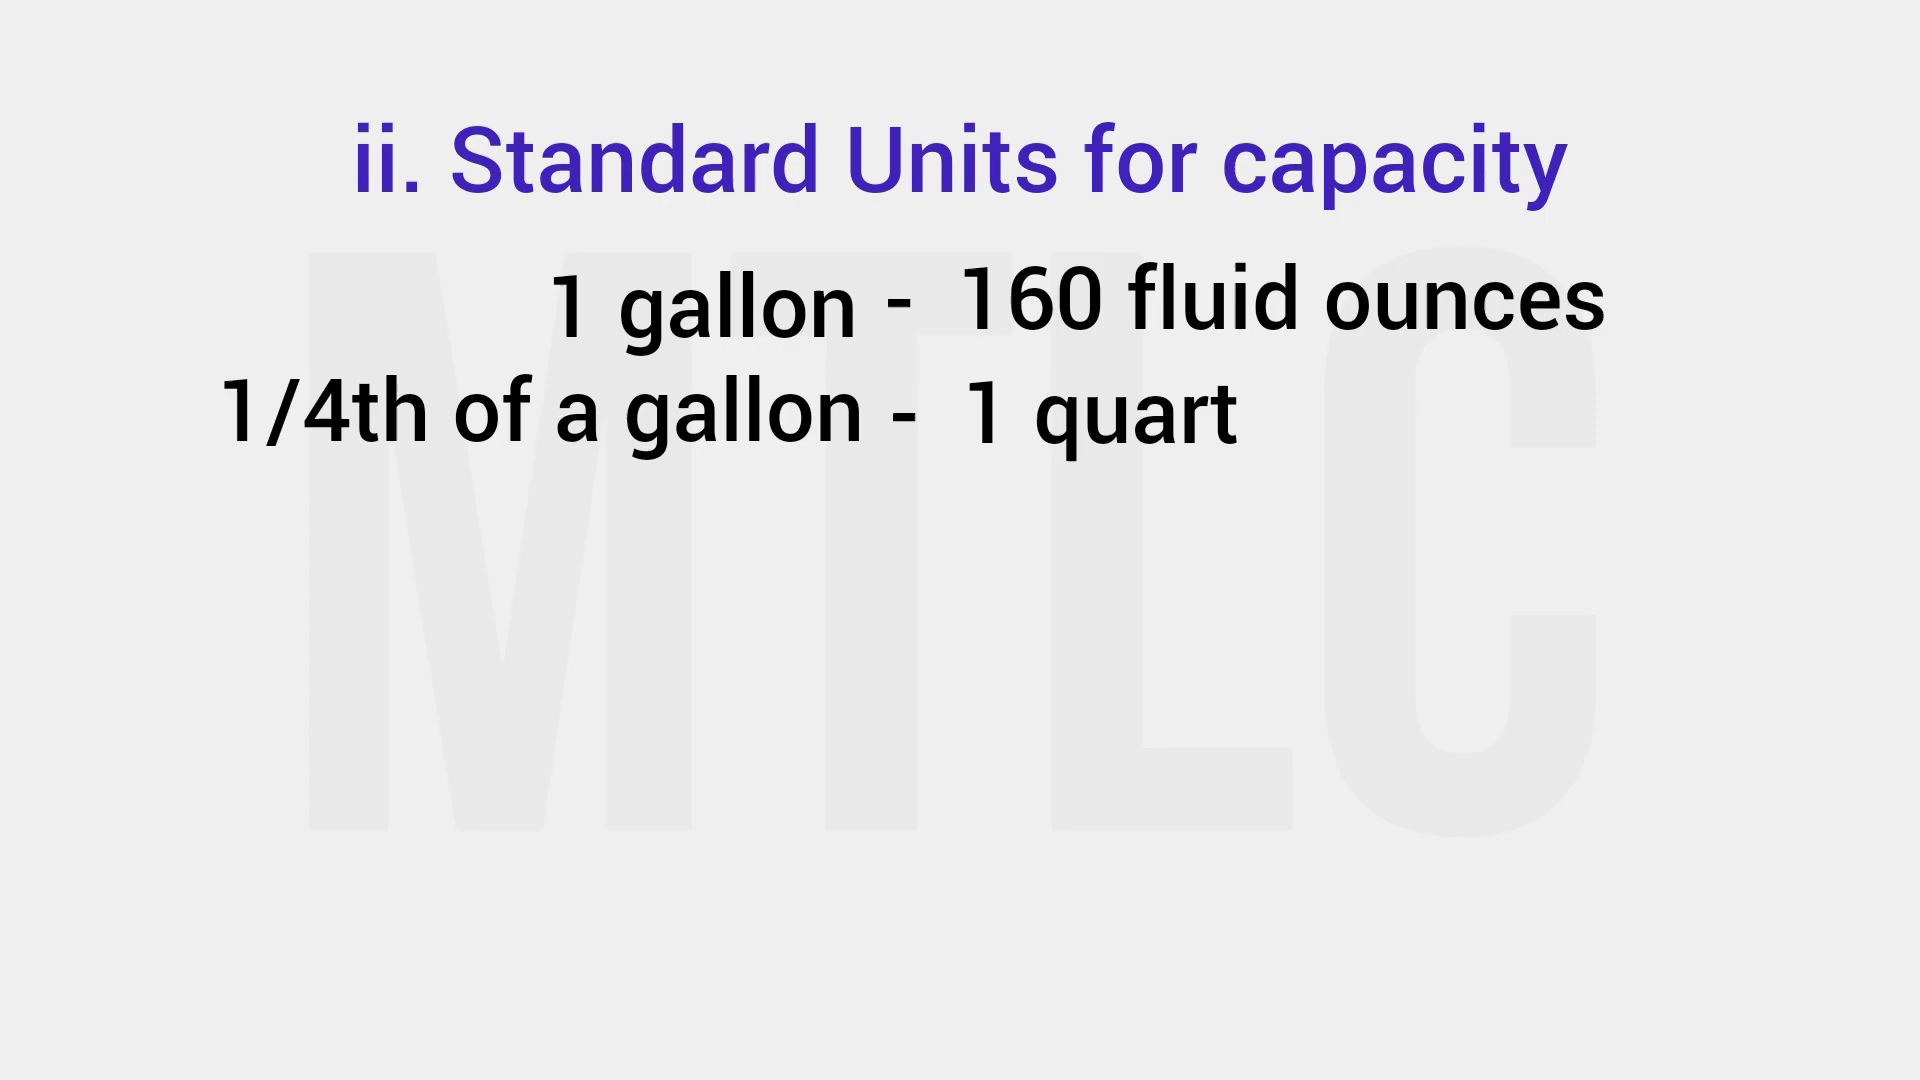 ii. Standard Units for capacity
1 gallon - 160 fluid ounces
1/4th of a gallon - 1 quart
MTLC